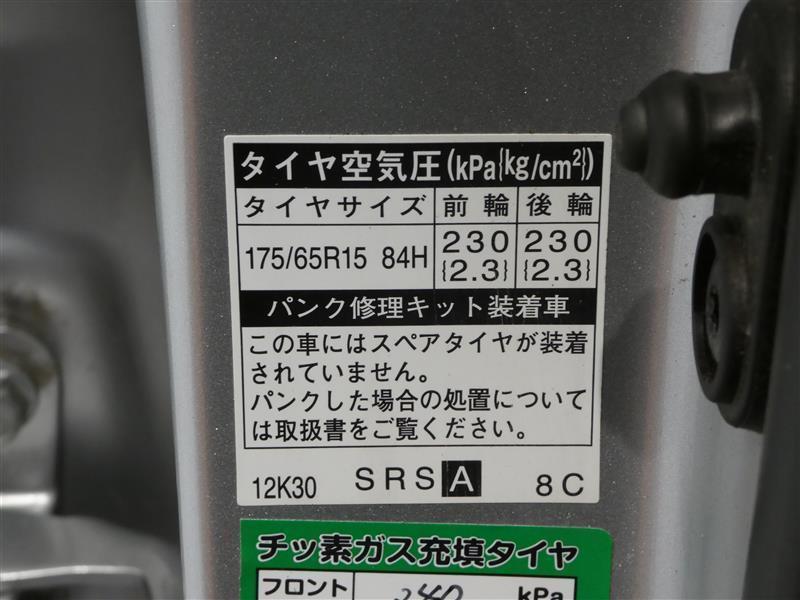 タイヤ空気圧(kPa{kg/cm²})
タイヤサイズ 前輪 後輪
175/65R15 84H 230 {2.3} 230 {2.3}
パンク修理キット装着車
この車にはスペアタイヤが装着
されていません。
パンクした場合の処置について
は取扱書をご覧ください。
12K30 SRS A 8C
チッ素ガス充填タイヤ
フロント 240 kPa